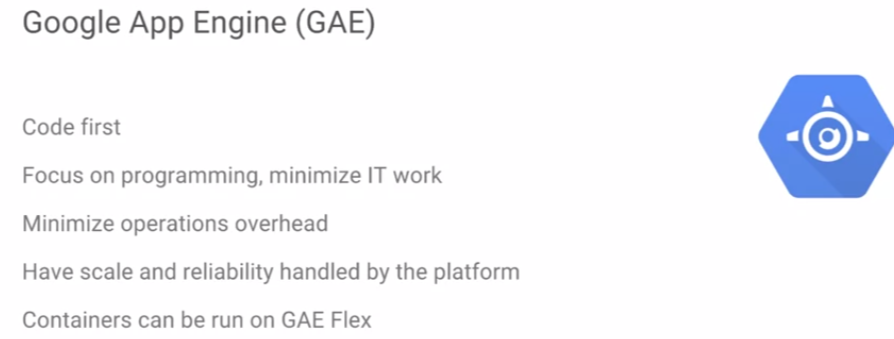 Google App Engine (GAE)
Code first
Focus on programming, minimize IT work
Minimize operations overhead
Have scale and reliability handled by the platform
Containers can be run on GAE Flex